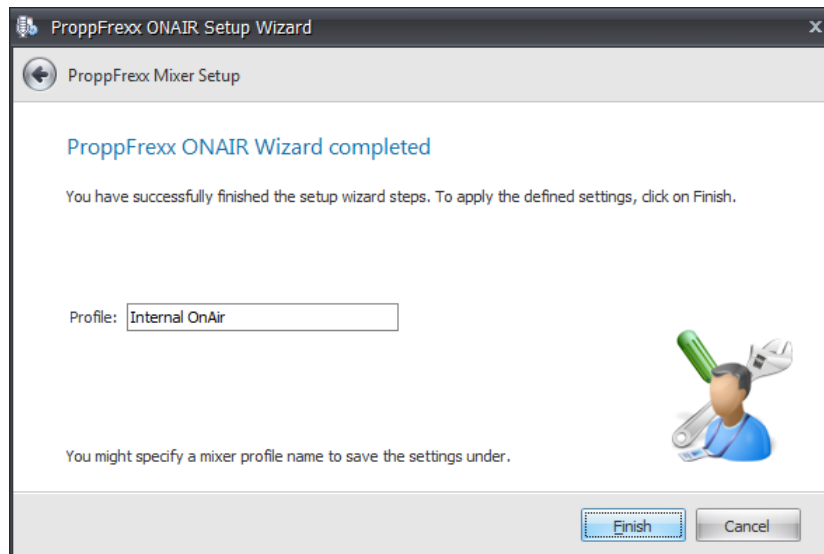 ProppFrexx ONAIR Setup Wizard
x
ProppFrexx Mixer Setup
ProppFrexx ONAIR Wizard completed
You have successfully finished the setup wizard steps. To apply the defined settings, click on Finish.
Profile: Internal OnAir
You might specify a mixer profile name to save the settings under.
Finish Cancel